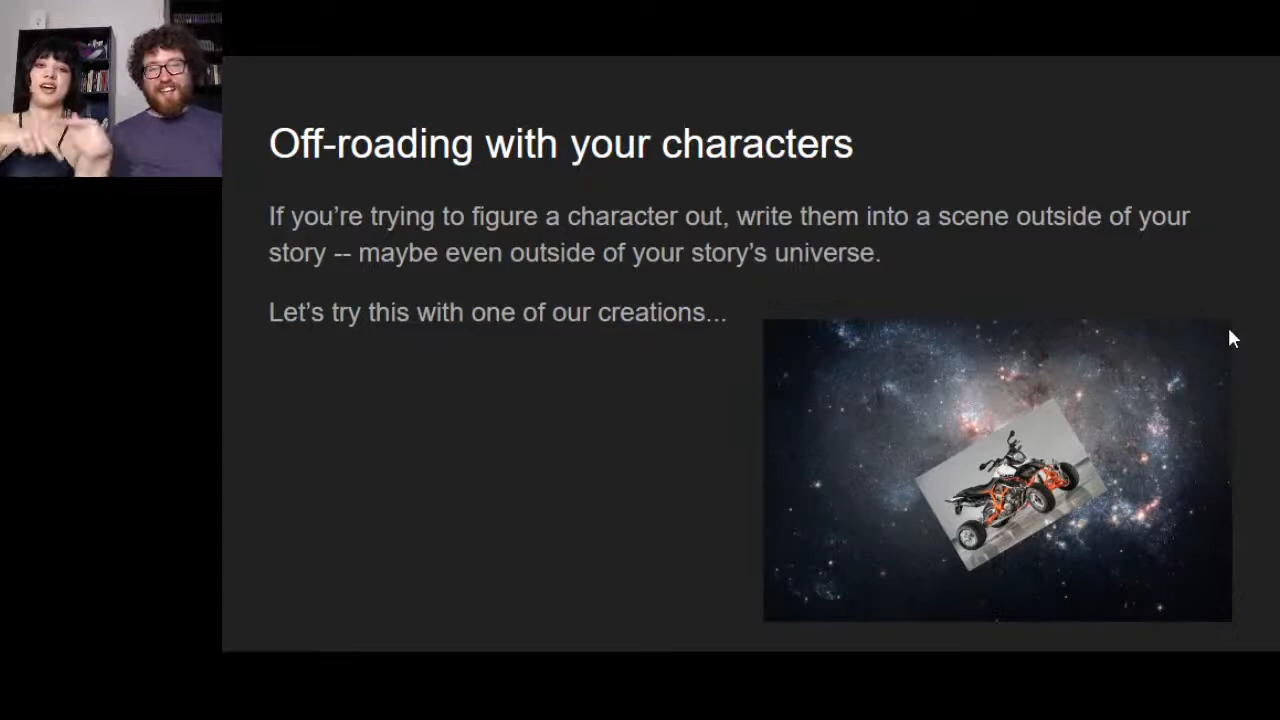 Off-roading with your characters
If you’re trying to figure a character out, write them into a scene outside of your
story -- maybe even outside of your story’s universe.
Let’s try this with one of our creations...